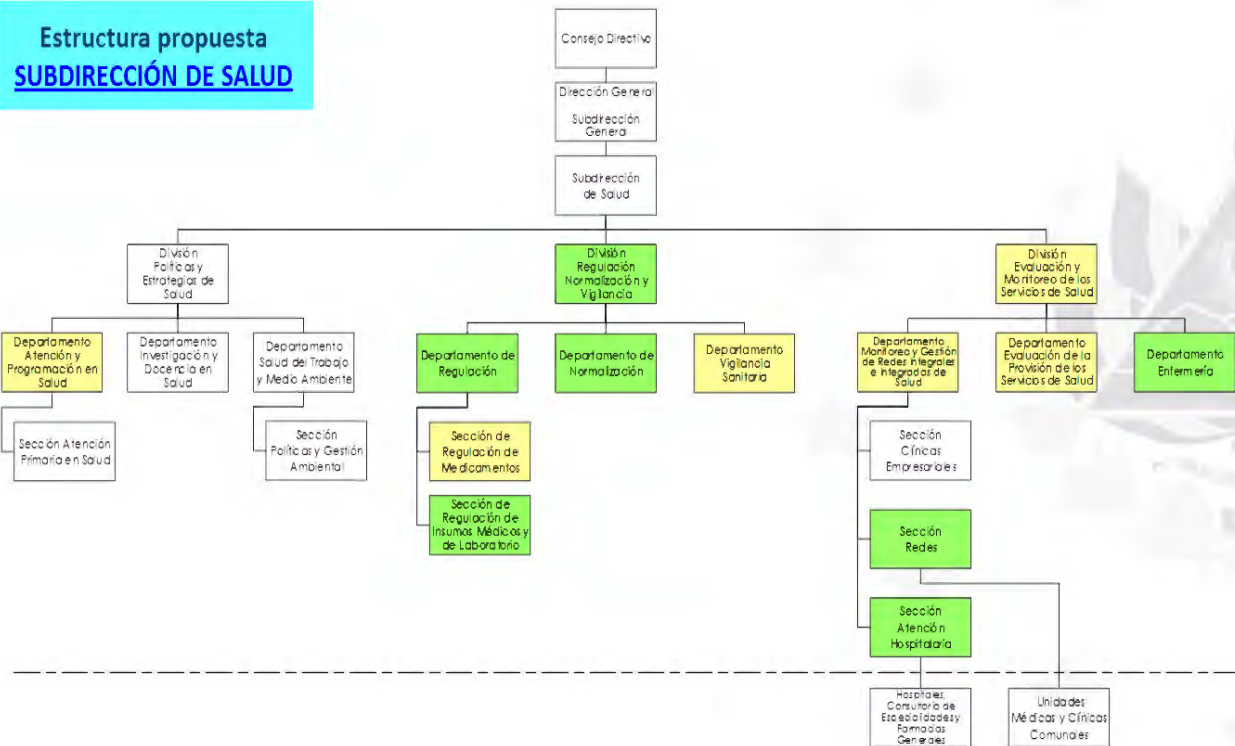 Estructura propuesta
SUBDIRECCIÓN DE SALUD
Consejo Directivo
Dirección General
Subdirección
General
Subdirección
de Salud
División
Políticas y
Estrategias de
Salud
División
Regulación
Normalización y
Vigilancia
División
Evaluación y
Monitoreo de los
Servicios de Salud
Departamento
Atención y
Programación en
Salud
Departamento
Investigación y
Docencia en
Salud
Departamento
Salud del Trabajo
y Medio Ambiente
Departamento de
Regulación
Departamento de
Normalización
Departamento
Vigilancia
Sanitaria
Departamento
Monitoreo y Gestión
de Redes Integrales
e Integradas de
Salud
Departamento
Evaluación de la
Provisión de los
Servicios de Salud
Departamento
Enfermería
Sección Atención
Primaria en Salud
Sección
Políticas y Gestión
Ambiental
Sección de
Regulación de
Medicamentos
Sección
Clínicas
Empresariales
Sección de
Regulación de
Insumos Médicos y
de Laboratorio
Sección
Redes
Sección
Atención
Hospitalaria
Hospitales,
Consultorio de
Especialidades y
Farmacias
Generales
Unidades
Médicas y Clínicas
Comunales